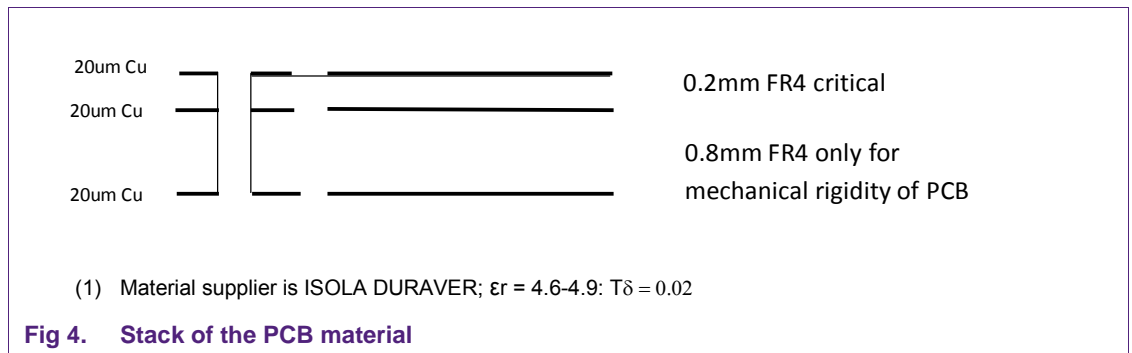 20um Cu
0.2mm FR4 critical
20um Cu
0.8mm FR4 only for
mechanical rigidity of PCB
20um Cu
(1) Material supplier is ISOLA DURAVER; εr = 4.6-4.9: Tδ = 0.02
Fig 4. Stack of the PCB material